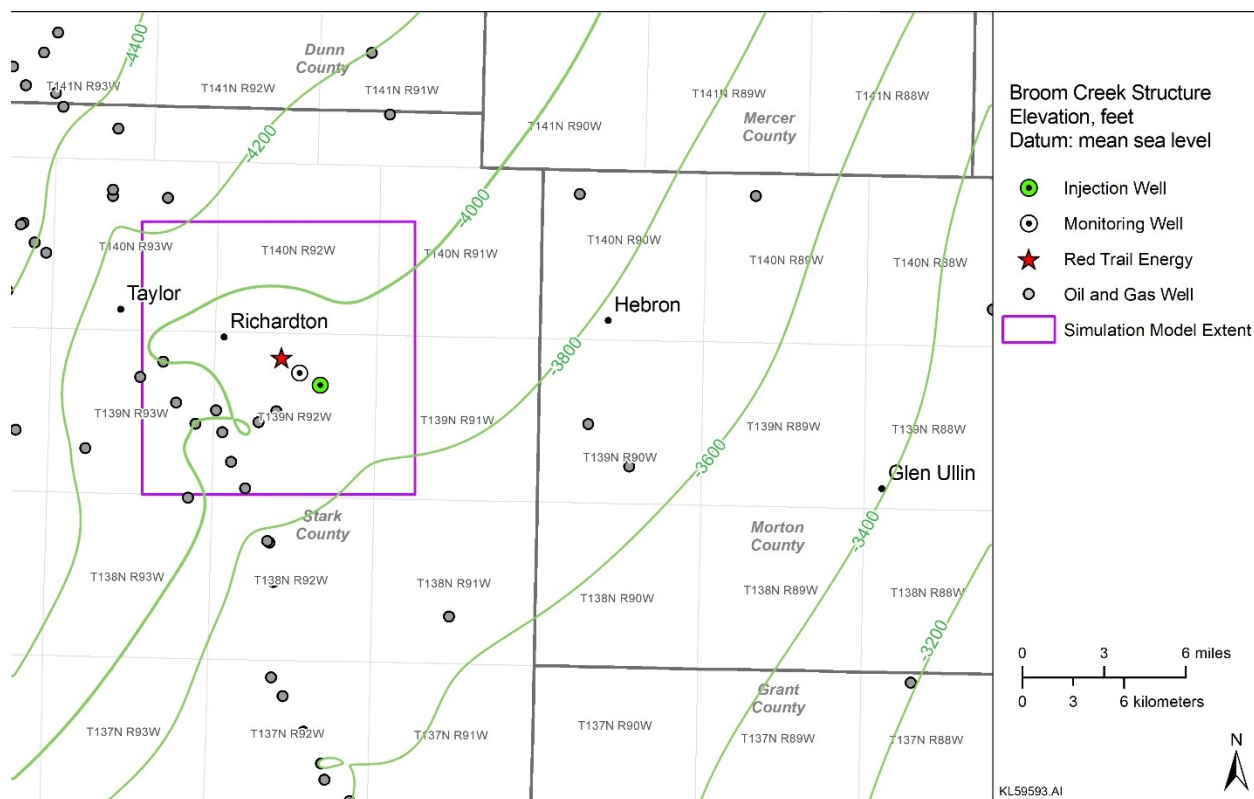 -4400
Dunn
County
T141N R93W
T141N R92W
T141N R91W
T141N R89W
T141N R88W
Mercer
County
T141N R90W
-4200
-4000
T140N R93W
T140N R92W
T140N R91W
T140N R90W
T140N R89W
T140N R88W
Taylor
Richardton
Hebron
-3800
T139N R93W
T139N R92W
T139N R91W
T139N R90W
T139N R89W
T139N R88W
-3600
Glen Ullin
Stark
County
Morton
County
-3400
T138N R93W
T138N R92W
T138N R91W
T138N R90W
T138N R89W
T138N R88W
-3200
Grant
County
T137N R93W
T137N R92W
T137N R91W
T137N R90W
T137N R89W
T137N R88W
Broom Creek Structure
Elevation, feet
Datum: mean sea level
Injection Well
Monitoring Well
Red Trail Energy
Oil and Gas Well
Simulation Model Extent
0 3 6 miles
0 3 6 kilometers
N
KL59593.AI